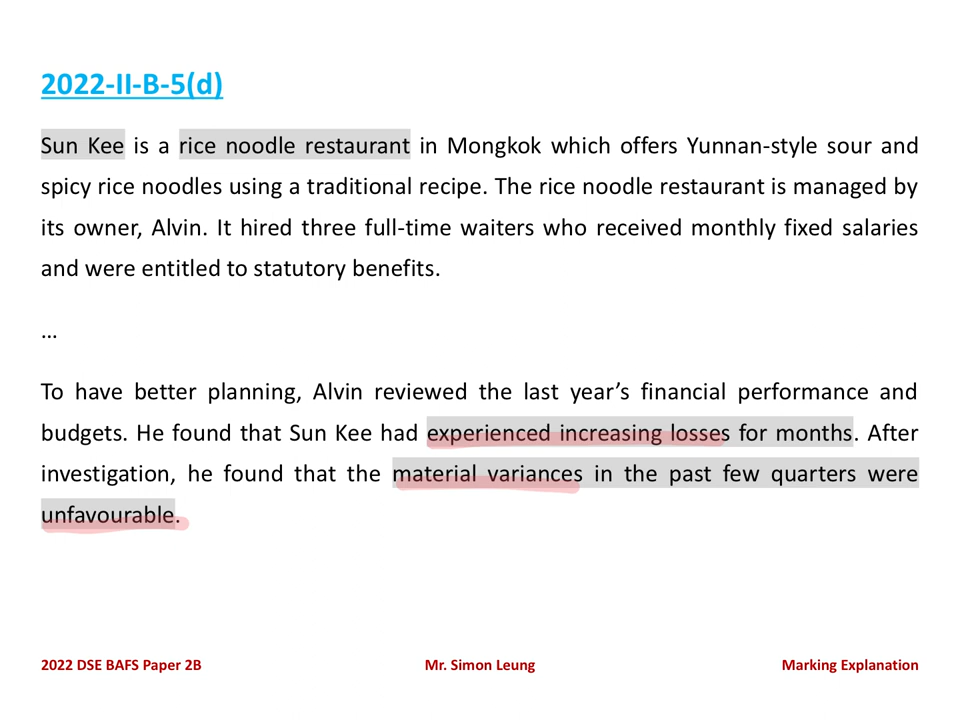 2022-II-B-5(d)
Sun Kee is a rice noodle restaurant in Mongkok which offers Yunnan-style sour and
spicy rice noodles using a traditional recipe. The rice noodle restaurant is managed by
its owner, Alvin. It hired three full-time waiters who received monthly fixed salaries
and were entitled to statutory benefits.
...
To have better planning, Alvin reviewed the last year's financial performance and
budgets. He found that Sun Kee had experienced increasing losses for months. After
investigation, he found that the material variances in the past few quarters were
unfavourable.
2022 DSE BAFS Paper 2B Mr. Simon Leung Marking Explanation